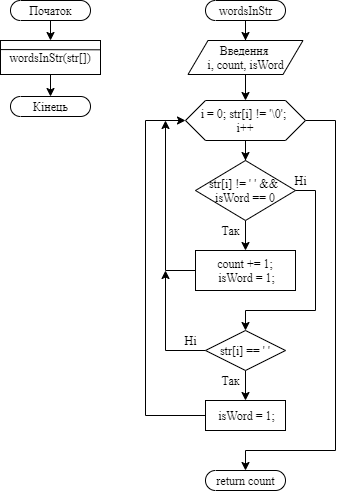 Початок
wordsInStr(str[])
Кінець
wordsInStr
Введення
i, count, isWord
i = 0; str[i] != '\0';
i++
str[i] != ' ' &&
isWord == 0
Ні
Так
count += 1;
isWord = 1;
Ні
str[i] == ' '
Так
isWord = 1;
return count